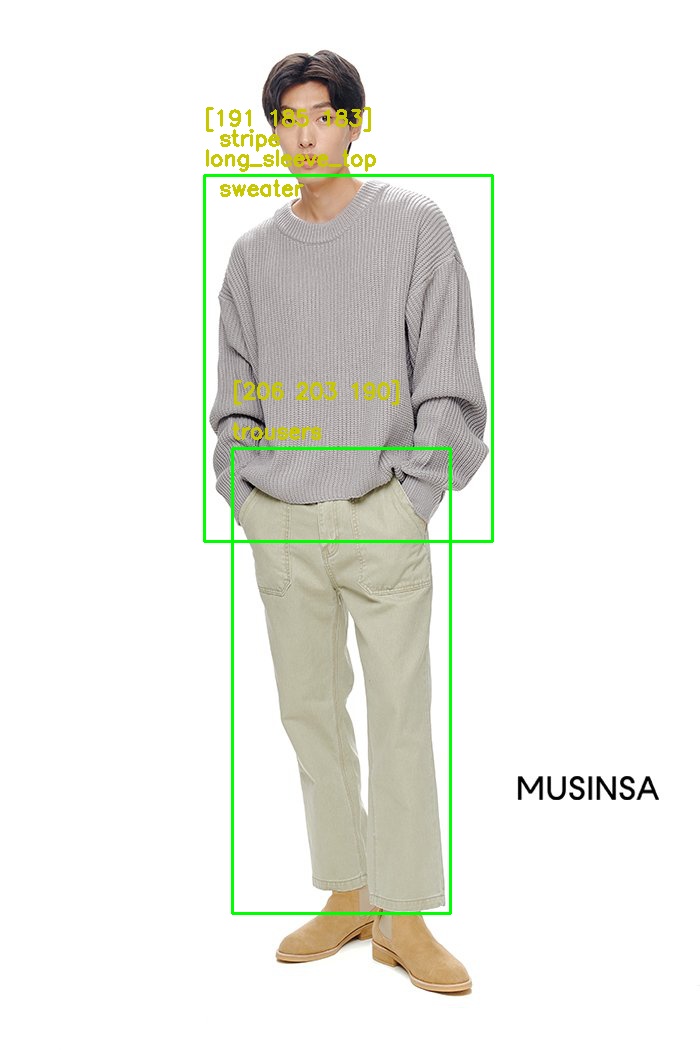 [191 185 183]
stripe
long_sleeve_top
sweater
[206 203 190]
trousers
MUSINSA